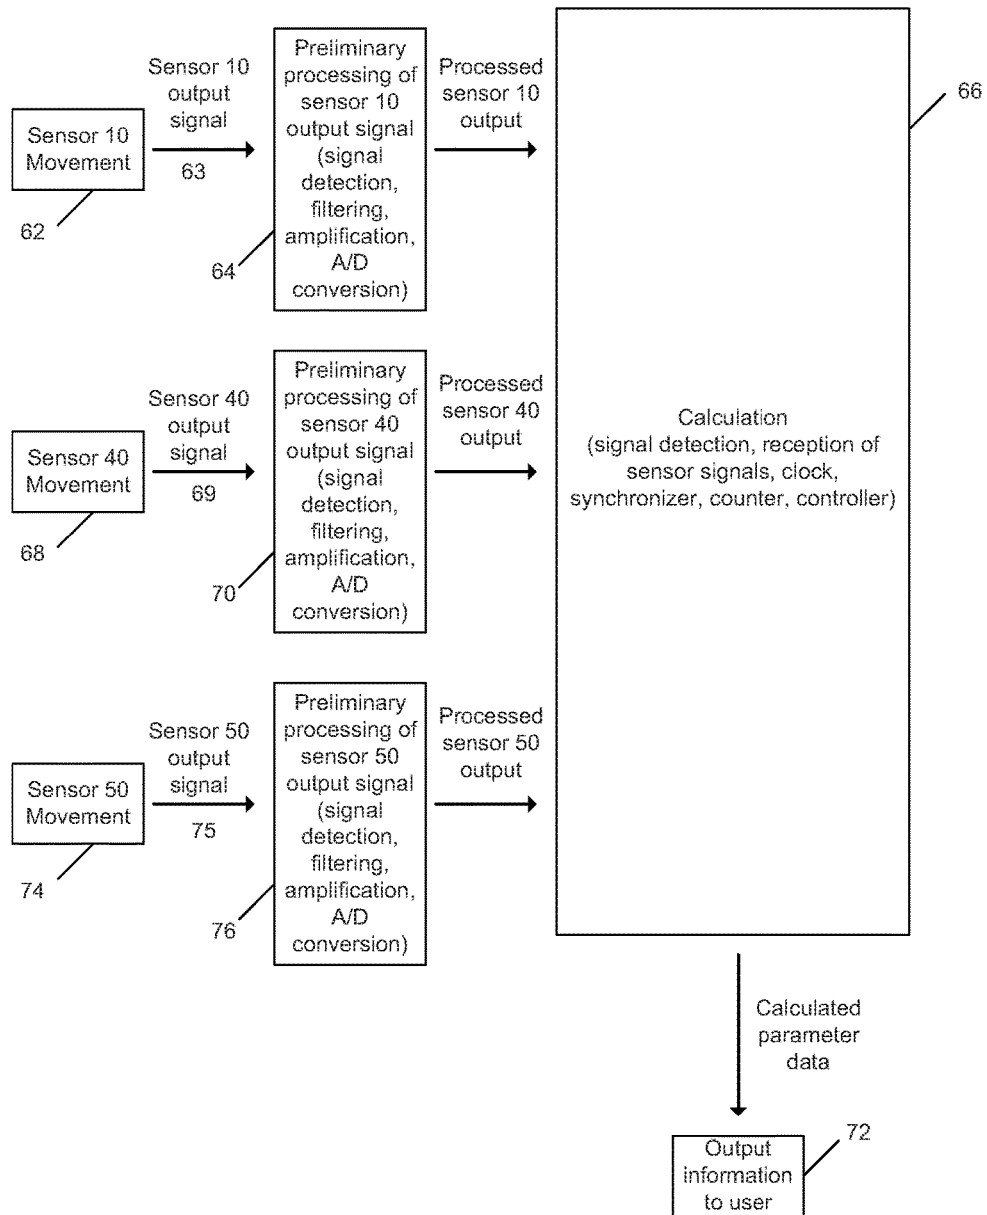 Sensor 10
output
signal
Preliminary
processing of
sensor 10
output signal
(signal
detection,
filtering,
amplification,
A/D
conversion)
Processed
sensor 10
output
66
Sensor 10
Movement
63
62
64
Sensor 40
output
signal
Preliminary
processing of
sensor 40
output signal
(signal
detection,
filtering,
amplification,
A/D
conversion)
Processed
sensor 40
output
Calculation
(signal detection, reception of
sensor signals, clock,
synchronizer, counter, controller)
Sensor 40
Movement
69
68
70
Sensor 50
output
signal
Preliminary
processing of
sensor 50
output signal
(signal
detection,
filtering,
amplification,
A/D
conversion)
Processed
sensor 50
output
Sensor 50
Movement
75
74
76
Calculated
parameter
data
72
Output
information
to user